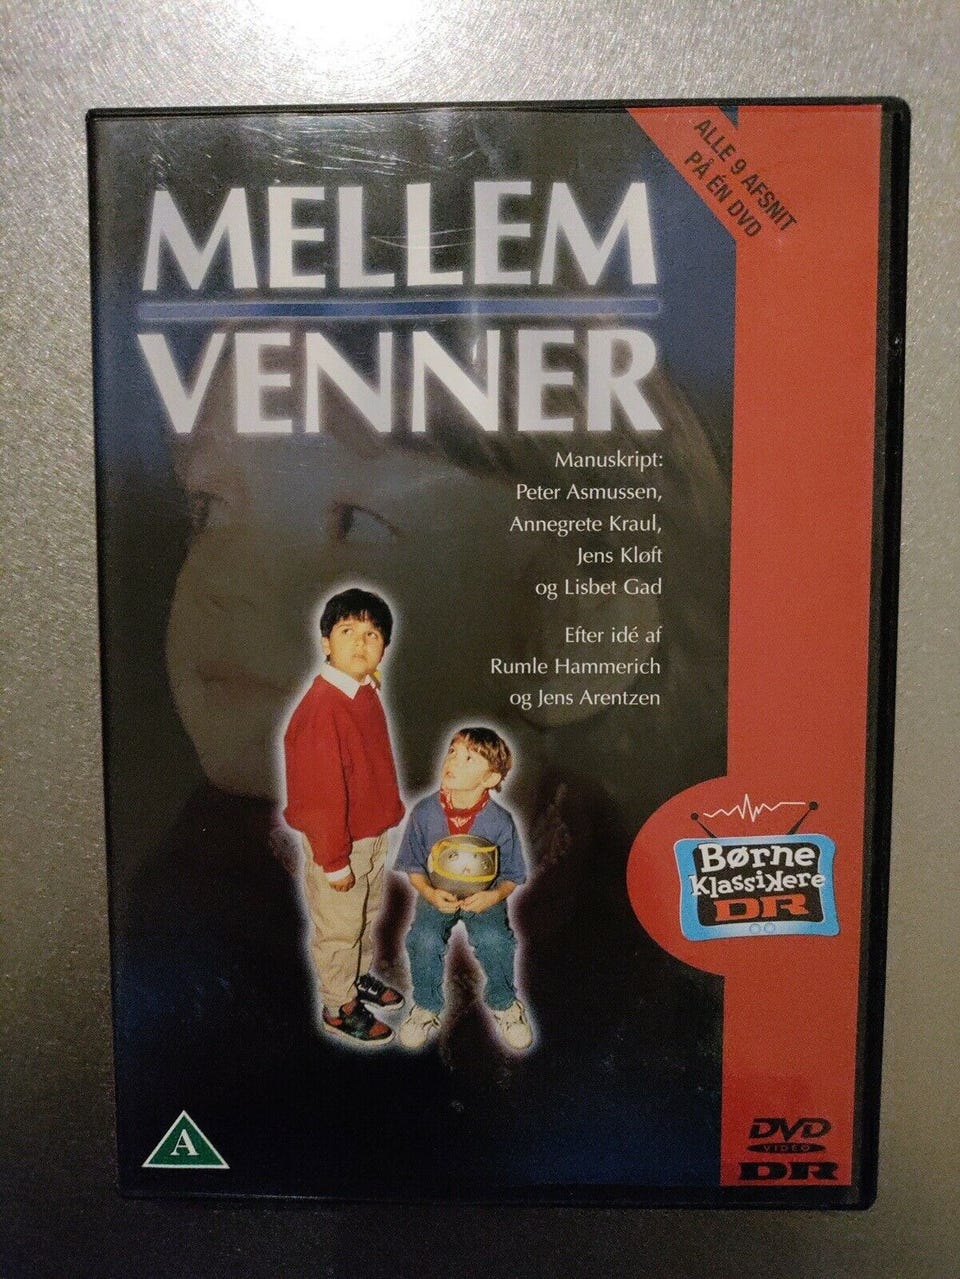 ALLE 9 AFSNIT
PÅ ÉN DVD
MELLEM
VENNER
Manuskript:
Peter Asmussen,
Annegrete Kraul,
Jens Kløft
og Lisbet Gad
Efter idé af
Rumle Hammerich
og Jens Arentzen
Børne
Klassikere
DR
A
DVD
VIDEO
DR